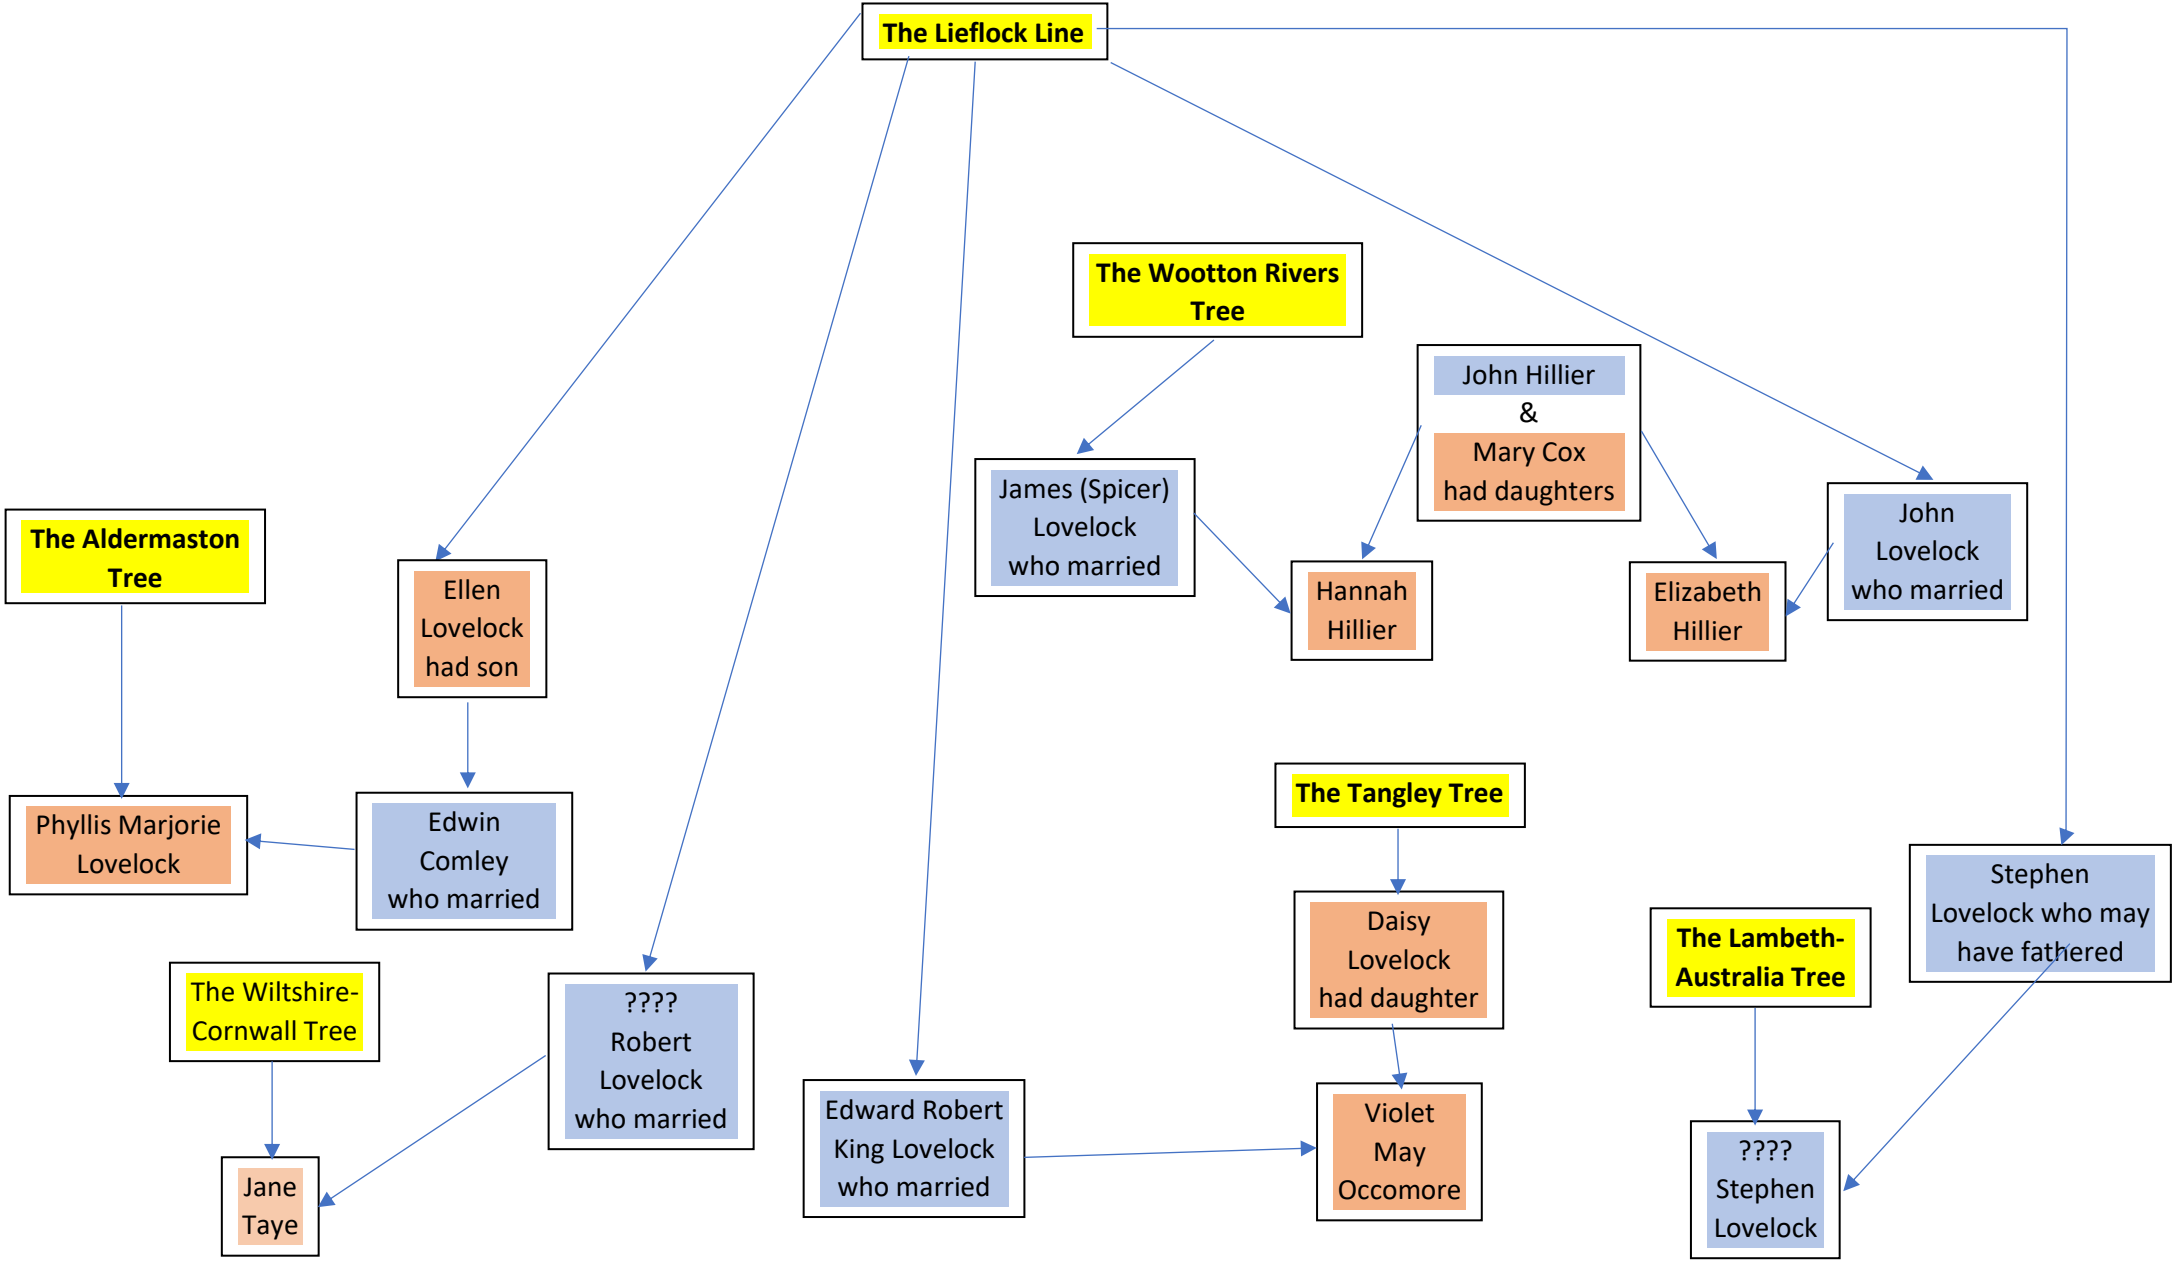 The Lieflock Line
The Wootton Rivers
Tree
John Hillier
&
Mary Cox
had daughters
James (Spicer)
Lovelock
who married
John
Lovelock
who married
The Aldermaston
Tree
Ellen
Lovelock
had son
Hannah
Hillier
Elizabeth
Hillier
Phyllis Marjorie
Lovelock
Edwin
Comley
who married
The Tangley Tree
Stephen
Lovelock who may
have fathered
Daisy
Lovelock
had daughter
The Lambeth-
Australia Tree
The Wiltshire-
Cornwall Tree
????
Robert
Lovelock
who married
Edward Robert
King Lovelock
who married
Violet
May
Occomore
????
Stephen
Lovelock
Jane
Taye